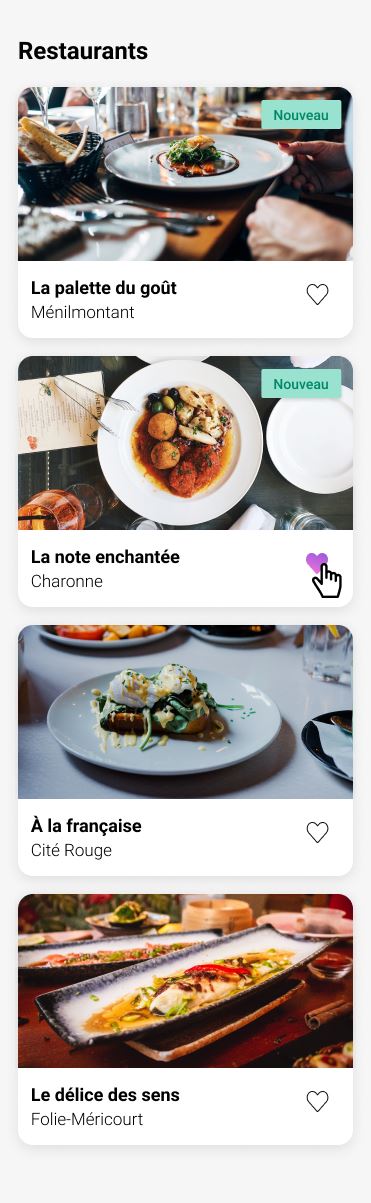 Restaurants
Nouveau
La palette du goût
Ménilmontant
Nouveau
La note enchantée
Charonne
À la française
Cité Rouge
Le délice des sens
Folie-Méricourt